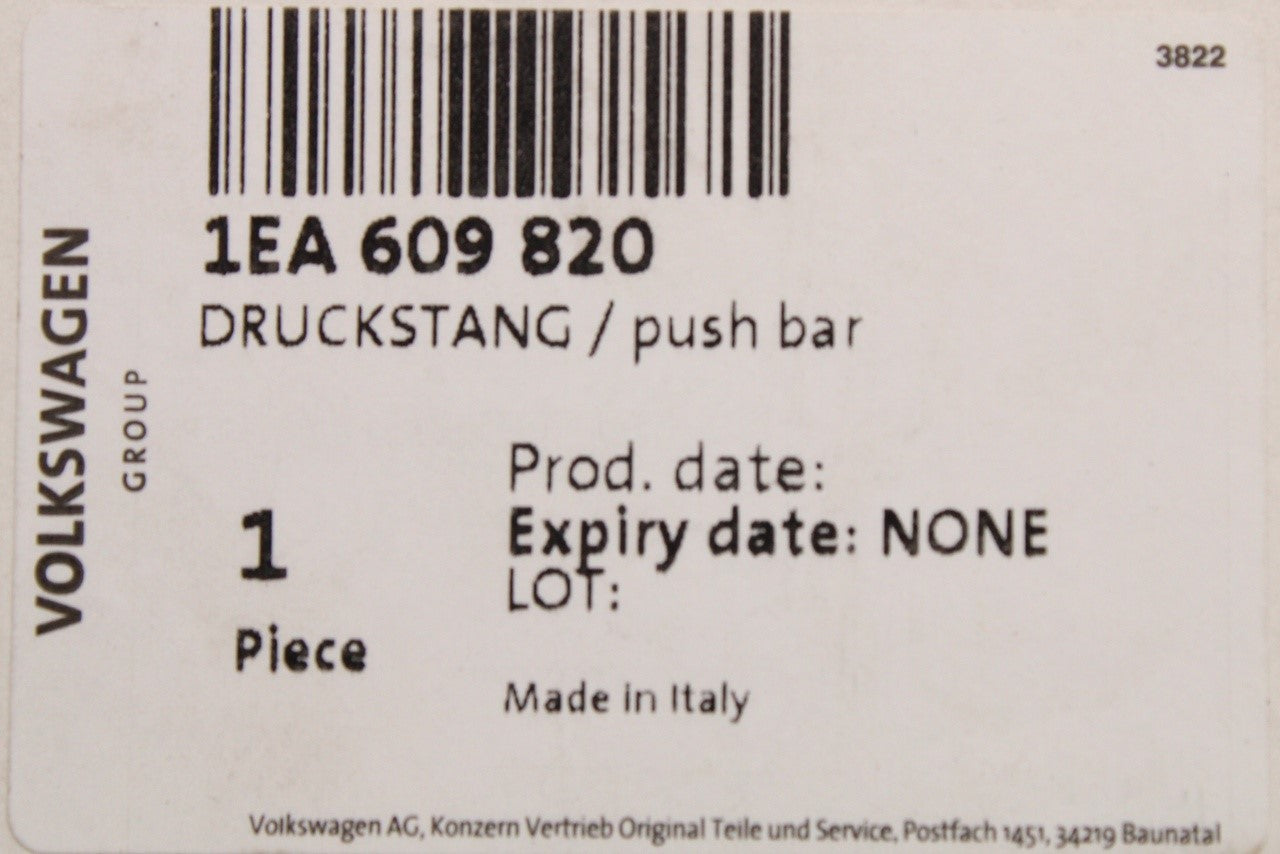 3822
1EA 609 820
DRUCKSTANG / push bar
VOLKSWAGEN
GROUP
Prod. date:
1
Expiry date: NONE
LOT:
Piece
Made in Italy
Volkswagen AG, Konzern Vertrieb Original Teile und Service, Postfach 1451, 34219 Baunatal